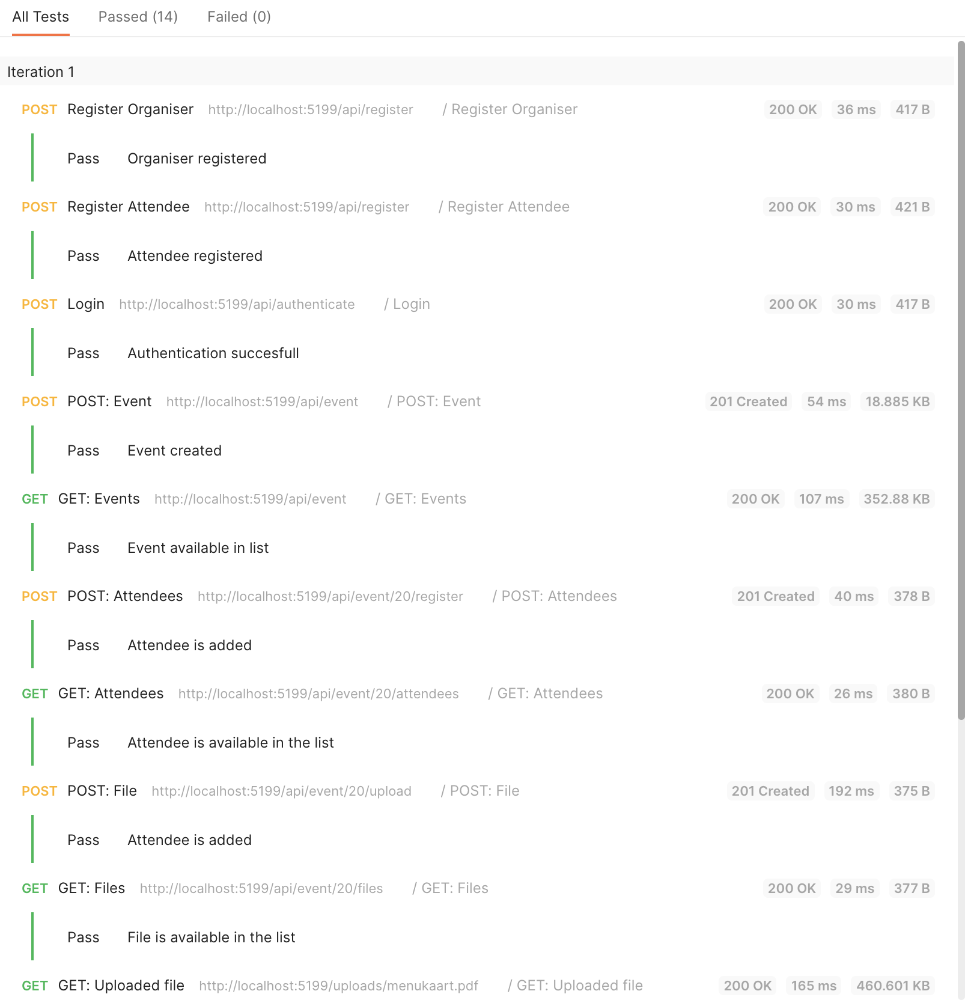 All Tests Passed (14) Failed (0)
Iteration 1
POST Register Organiser http://localhost:5199/api/register / Register Organiser 200 OK 36 ms 417 B
Pass Organiser registered
POST Register Attendee http://localhost:5199/api/register / Register Attendee 200 OK 30 ms 421 B
Pass Attendee registered
POST Login http://localhost:5199/api/authenticate / Login 200 OK 30 ms 417 B
Pass Authentication succesfull
POST POST: Event http://localhost:5199/api/event / POST: Event 201 Created 54 ms 18.885 KB
Pass Event created
GET GET: Events http://localhost:5199/api/event / GET: Events 200 OK 107 ms 352.88 KB
Pass Event available in list
POST POST: Attendees http://localhost:5199/api/event/20/register / POST: Attendees 201 Created 40 ms 378 B
Pass Attendee is added
GET GET: Attendees http://localhost:5199/api/event/20/attendees / GET: Attendees 200 OK 26 ms 380 B
Pass Attendee is available in the list
POST POST: File http://localhost:5199/api/event/20/upload / POST: File 201 Created 192 ms 375 B
Pass Attendee is added
GET GET: Files http://localhost:5199/api/event/20/files / GET: Files 200 OK 29 ms 377 B
Pass File is available in the list
GET GET: Uploaded file http://localhost:5199/uploads/menukaart.pdf / GET: Uploaded file 200 OK 165 ms 460.601 KB